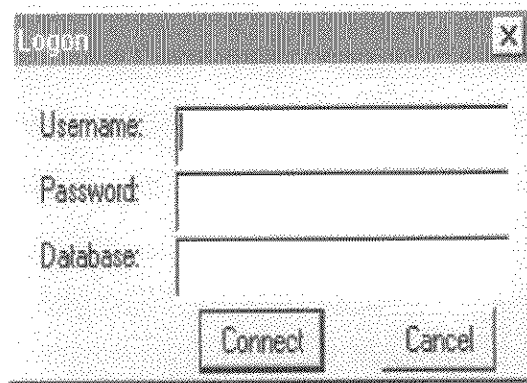 Logon
X
Username:
Password:
Database:
Connect Cancel